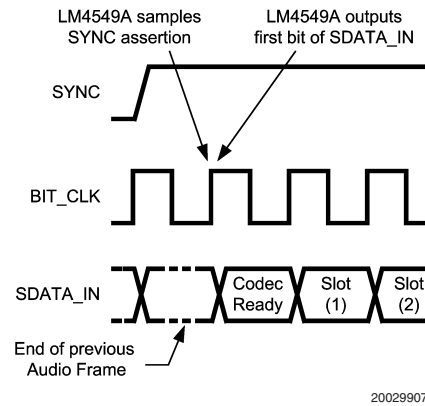 LM4549A samples
SYNC assertion
LM4549A outputs
first bit of SDATA_IN
SYNC
BIT_CLK
SDATA_IN
Codec
Ready
Slot
(1)
Slot
(2)
End of previous
Audio Frame
20029907